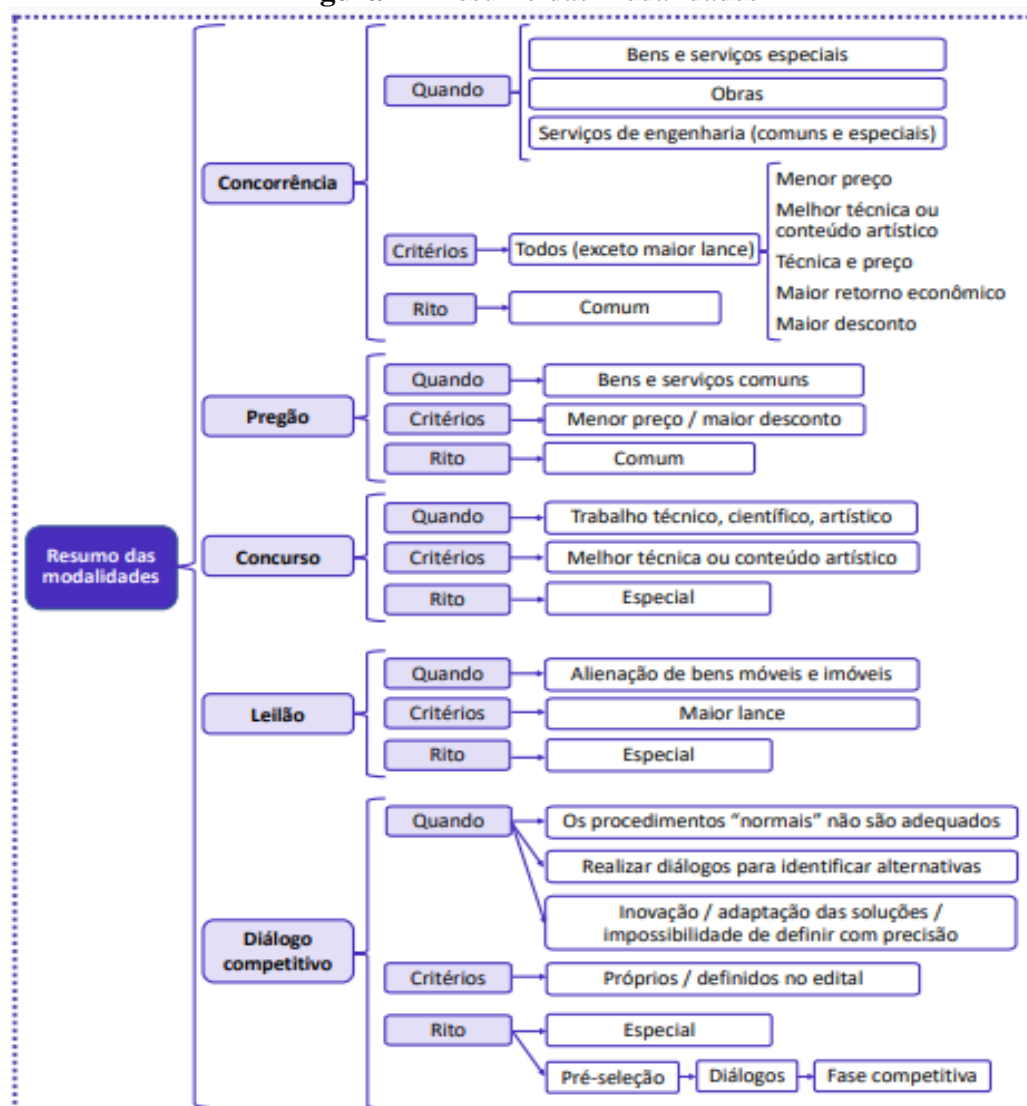 Resumo das
modalidades
Concorrência
Quando
Bens e serviços especiais
Obras
Serviços de engenharia (comuns e especiais)
Critérios
Todos (exceto maior lance)
Menor preço
Melhor técnica ou
conteúdo artístico
Técnica e preço
Maior retorno econômico
Maior desconto
Rito
Comum
Pregão
Quando
Bens e serviços comuns
Critérios
Menor preço / maior desconto
Rito
Comum
Concurso
Quando
Trabalho técnico, científico, artístico
Critérios
Melhor técnica ou conteúdo artístico
Rito
Especial
Leilão
Quando
Alienação de bens móveis e imóveis
Critérios
Maior lance
Rito
Especial
Diálogo
competitivo
Quando
Os procedimentos “normais” não são adequados
Realizar diálogos para identificar alternativas
Inovação / adaptação das soluções /
impossibilidade de definir com precisão
Critérios
Próprios / definidos no edital
Rito
Especial
Pré-seleção
Diálogos
Fase competitiva